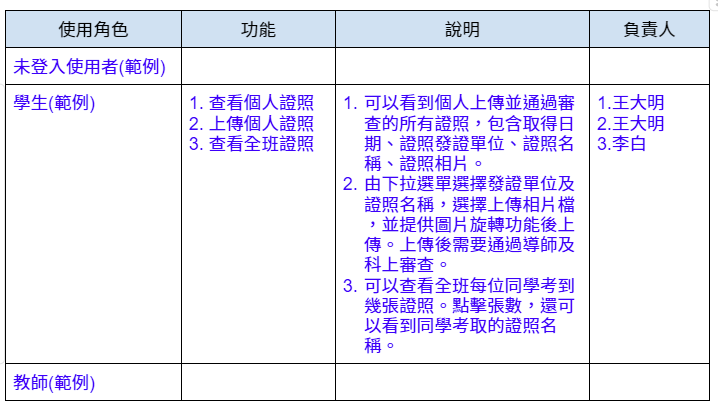 使用角色 功能 說明 負責人
未登入使用者(範例)
學生(範例)
1. 查看個人證照
2. 上傳個人證照
3. 查看全班證照
1. 可以看到個人上傳並通過審
查的所有證照，包含取得日
期、證照發證單位、證照名
稱、證照相片。
2. 由下拉選單選擇發證單位及
證照名稱，選擇上傳相片檔
，並提供圖片旋轉功能後上
傳。上傳後需要通過導師及
科上審查。
3. 可以查看全班每位同學考到
幾張證照。點擊張數，還可
以看到同學考取的證照名
稱。
1.王大明
2.王大明
3.李白
教師(範例)